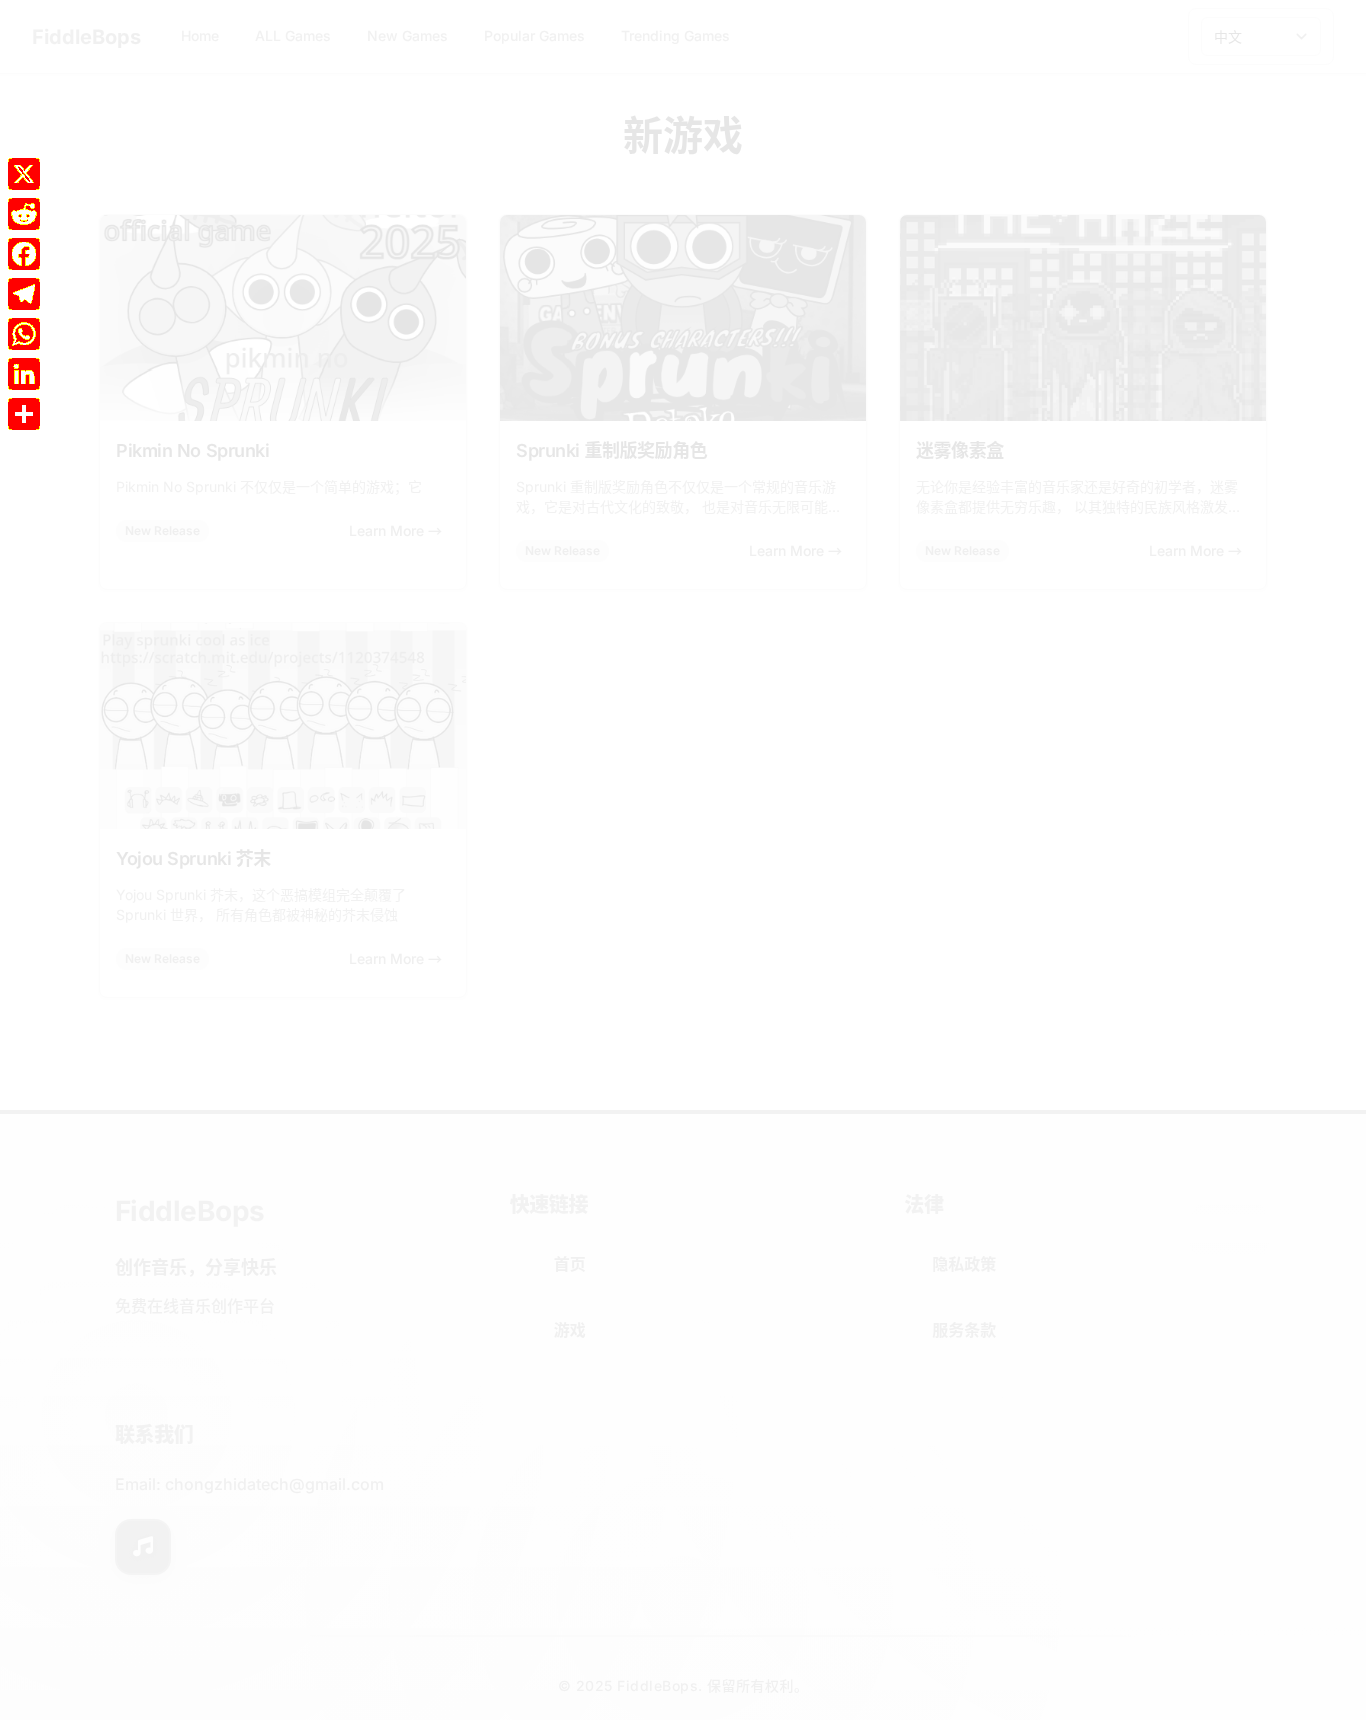 FiddleBops
Home
ALL Games
New Games
Popular Games
Trending Games
中文
新游戏
official game
2025
pikmin no
SPRUNKI
Pikmin No Sprunki
Pikmin No Sprunki 不仅仅是一个简单的游戏；它
New Release
Learn More →
BONUS CHARACTERS!!!
Sprunki
Retake
Sprunki 重制版奖励角色
Sprunki 重制版奖励角色不仅仅是一个常规的音乐游
戏，它是对古代文化的致敬， 也是对音乐无限可能...
New Release
Learn More →
迷雾像素盒
无论你是经验丰富的音乐家还是好奇的初学者，迷雾
像素盒都提供无穷乐趣， 以其独特的民族风格激发...
New Release
Learn More →
Play sprunki cool as ice
https://scratch.mit.edu/projects/1120374548
Yojou Sprunki 芥末
Yojou Sprunki 芥末，这个恶搞模组完全颠覆了
Sprunki 世界， 所有角色都被神秘的芥末侵蚀
New Release
Learn More →
FiddleBops
创作音乐，分享快乐
免费在线音乐创作平台
快速链接
首页
游戏
法律
隐私政策
服务条款
联系我们
Email: chongzhidatech@gmail.com
© 2025 FiddleBops. 保留所有权利。